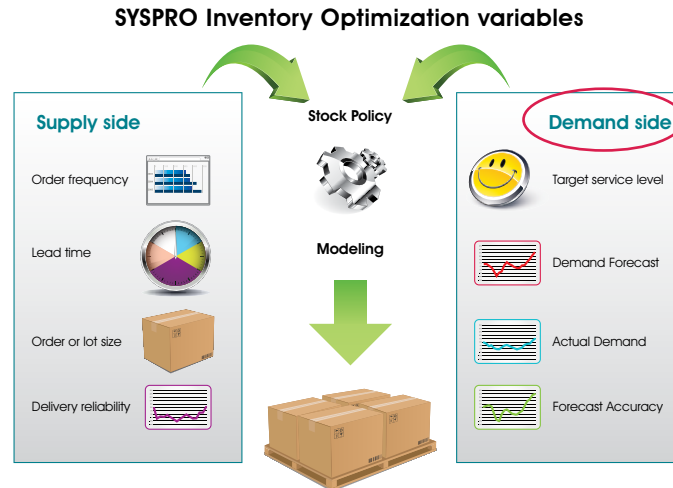 SYSPRO Inventory Optimization variables
Supply side
Order frequency
Lead time
Order or lot size
Delivery reliability
Stock Policy
Modeling
Demand side
Target service level
Demand Forecast
Actual Demand
Forecast Accuracy